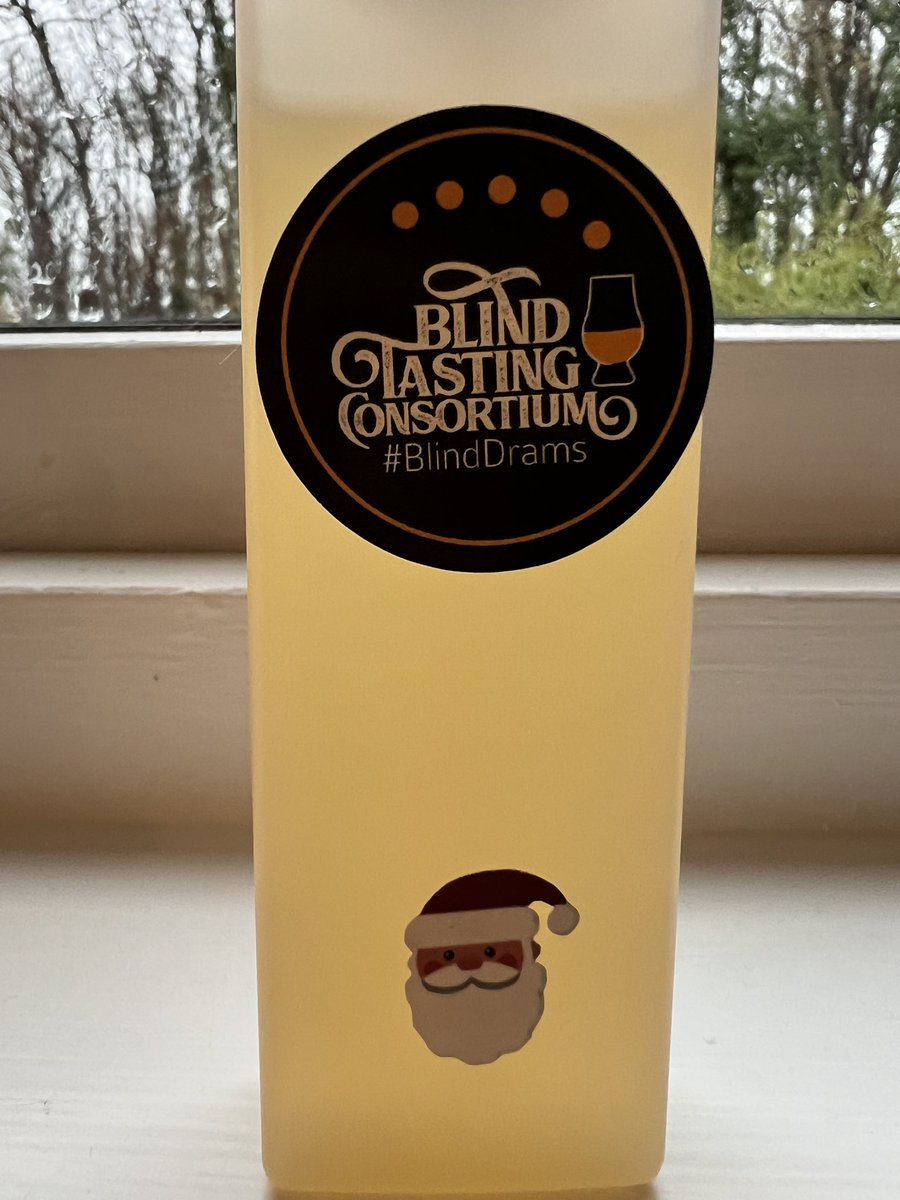 BLIND
TASTING
CONSORTIUM
#BlindDrams